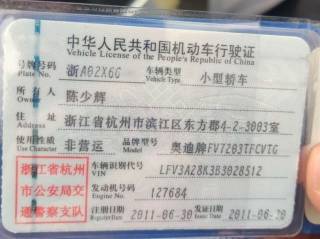 中华人民共和国机动车行驶证
Vehicle License of the People's Republic of China
号牌号码 浙A02X6G 车辆类型 小型轿车
Plate No. Vehicle Type
所有人 陈少辉
Owner
住址 浙江省杭州市滨江区东方郡4-2-3003室
Address
使用性质 非营运 品牌型号 奥迪牌FV7203TFCVTG
Use Character Model
浙江省杭州市公安局交通警察支队
车辆识别代号 LFV3A28K3B3028512
VIN
发动机号码 127684
Engine No.
注册日期 2011-06-30 发证日期 2011-06-30
Register Date Issue Date